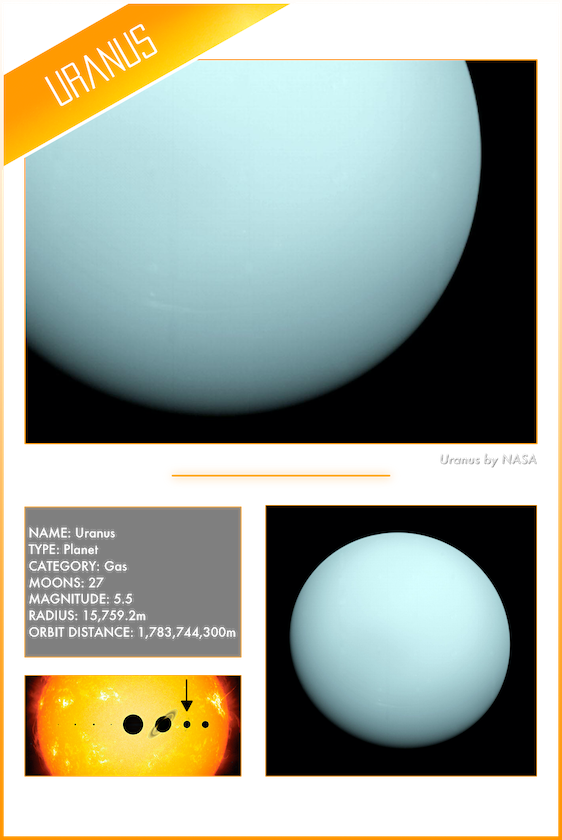 URANUS
Uranus by NASA
NAME: Uranus
TYPE: Planet
CATEGORY: Gas
MOONS: 27
MAGNITUDE: 5.5
RADIUS: 15,759.2m
ORBIT DISTANCE: 1,783,744,300m